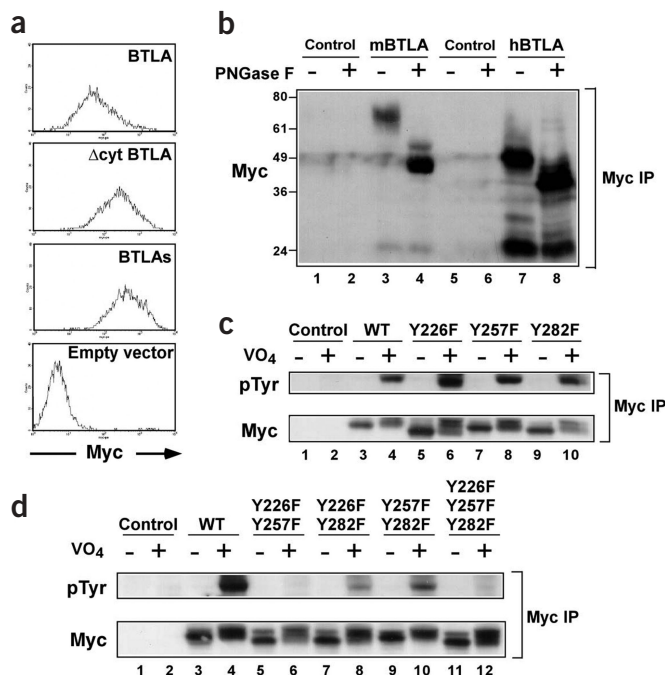 a
BTLA
Δcyt BTLA
BTLAs
Empty vector
Myc
b
Control mBTLA Control hBTLA
PNGase F - + - + - + - +
80
61
49
36
24
Myc
Myc IP
1 2 3 4 5 6 7 8
c
Control WT Y226F Y257F Y282F
VO4 - + - + - + - + - +
pTyr
Myc
Myc IP
1 2 3 4 5 6 7 8 9 10
d
Control WT Y226F Y257F Y226F Y282F Y257F Y282F Y226F Y257F Y282F
VO4 - + - + - + - + - + - +
pTyr
Myc
Myc IP
1 2 3 4 5 6 7 8 9 10 11 12